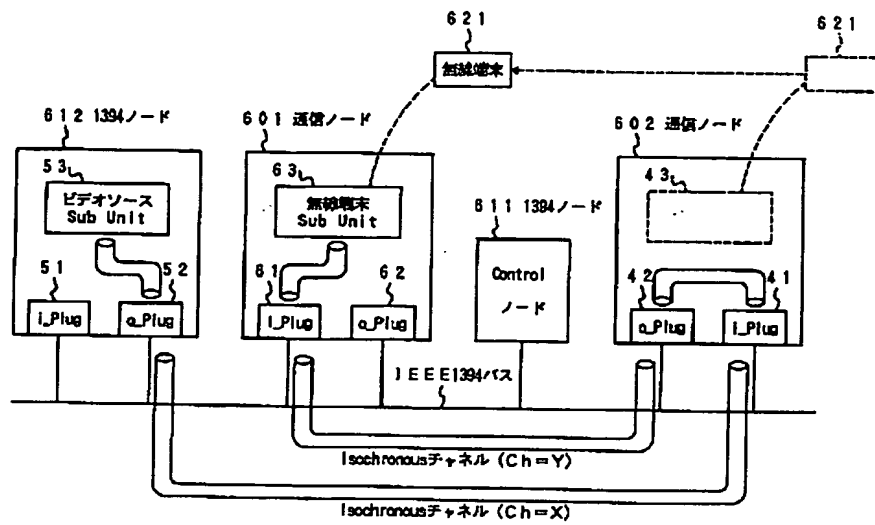 621
無線端末
621
612 1394ノード
53
ビデオソース
Sub Unit
51
52
i_Plug
o_Plug
601 通信ノード
63
無線端末
Sub Unit
61
62
i_Plug
o_Plug
611 1394ノード
Control
ノード
602 通信ノード
43
42
41
o_Plug
i_Plug
IEEE1394バス
Isochronousチャネル (Ch=Y)
Isochronousチャネル (Ch=X)